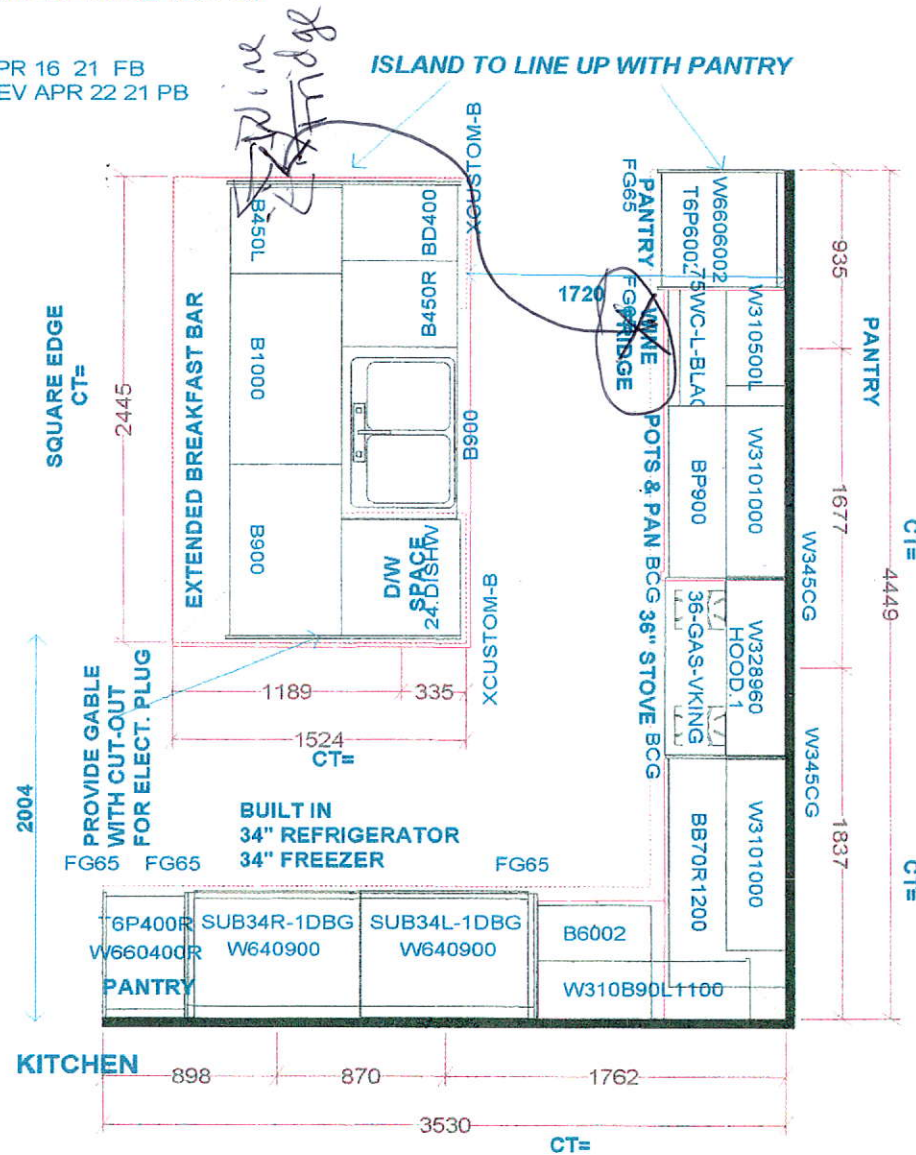 Wine
Fridge
PR 16 21 FB
EV APR 22 21 PB
ISLAND TO LINE UP WITH PANTRY
SQUARE EDGE
CT=
2445
EXTENDED BREAKFAST BAR
B450L
B1000
B900
BD400
B450R
B900
D/W
SPACE
24.DISHW
XCUSTOM-B
XCUSTOM-B
1720
FG65
PANTRY
W6606002
T6P6002
WINE
FRIDGE
75WC-L-BLAC
W310500L
POTS & PAN
BP900
W3101000
BCG
36" STOVE
BCG
36-GAS-VKING
W328960
HOOD.1
BB70R1200
W3101000
935
1677
1837
4449
PANTRY
W345CG
W345CG
CT=
CT=
1189
335
1524
CT=
2004
PROVIDE GABLE
WITH CUT-OUT
FOR ELECT. PLUG
BUILT IN
34" REFRIGERATOR
34" FREEZER
FG65
FG65
FG65
T6P400R
W660400R
PANTRY
SUB34R-1DBG
W640900
SUB34L-1DBG
W640900
B6002
W310B90L1100
KITCHEN
898
870
1762
3530
CT=